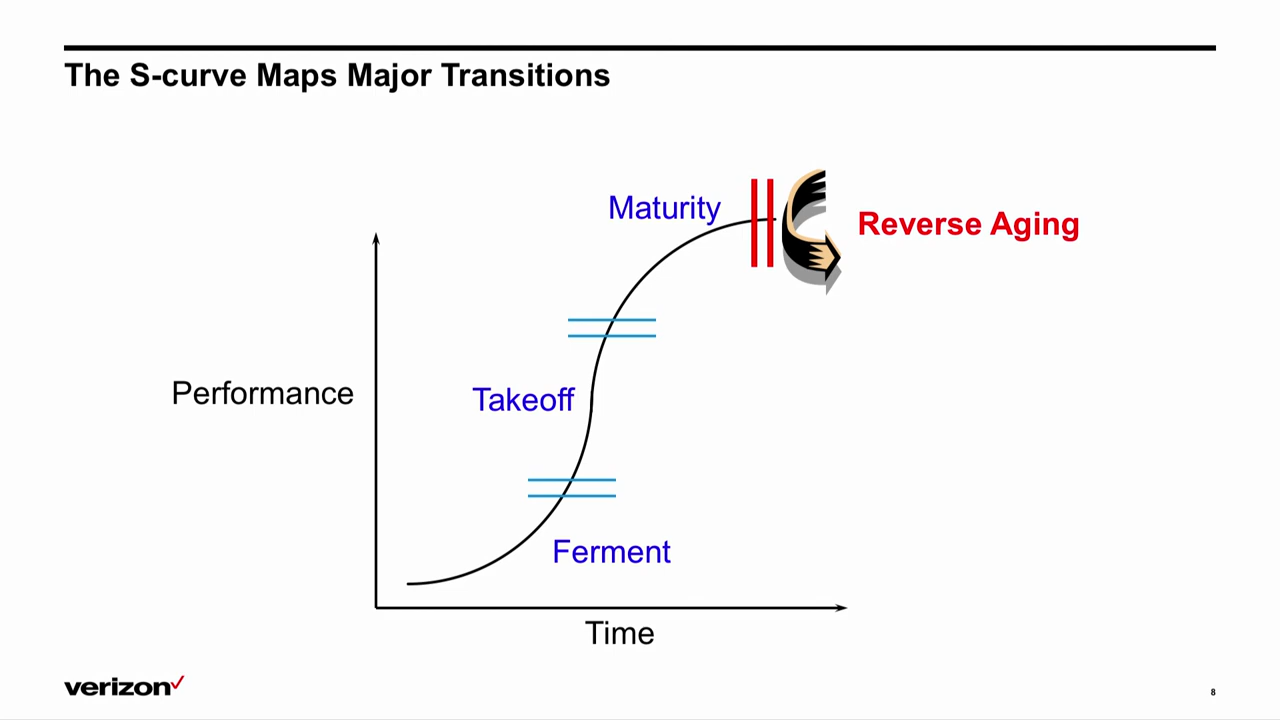 The S-curve Maps Major Transitions
Maturity
Reverse Aging
Performance
Takeoff
Ferment
Time
verizon
8